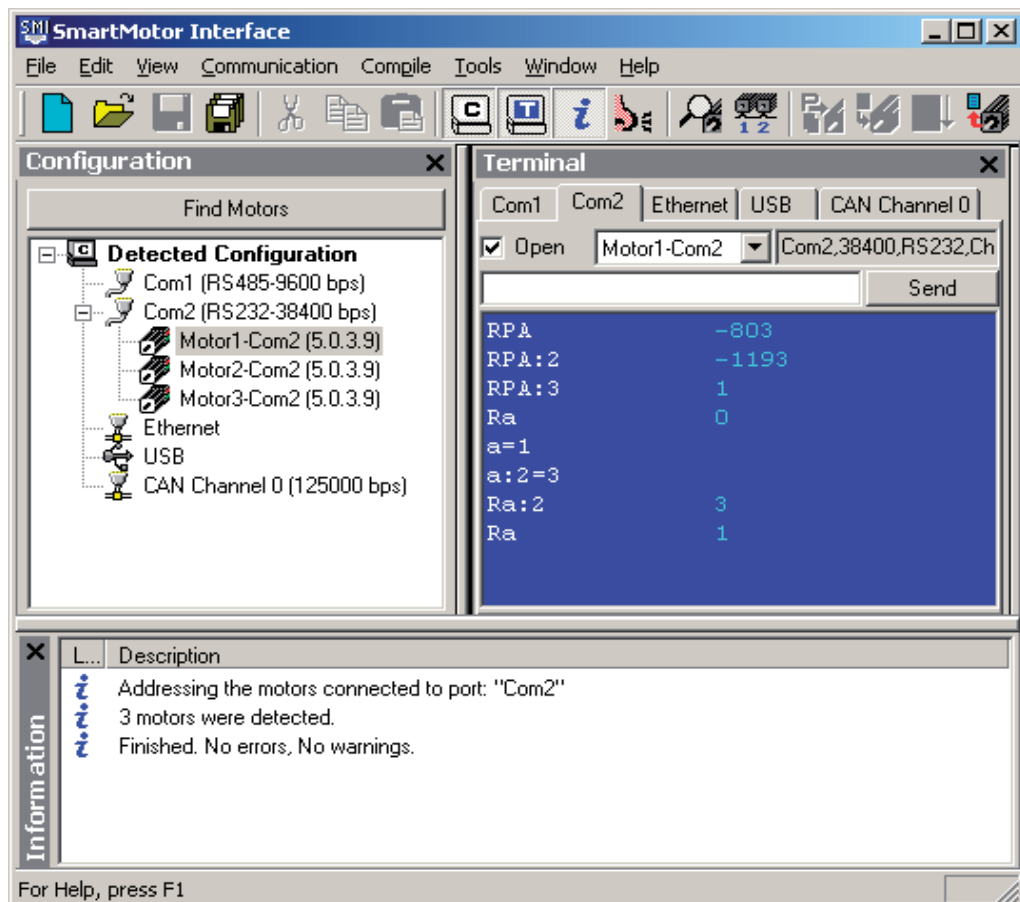 SMI SmartMotor Interface
File Edit View Communication Compile Tools Window Help
C T i 1 2
Configuration
Find Motors
C Detected Configuration
Com1 (RS485-9600 bps)
Com2 (RS232-38400 bps)
Motor1-Com2 (5.0.3.9)
Motor2-Com2 (5.0.3.9)
Motor3-Com2 (5.0.3.9)
Ethernet
USB
CAN Channel 0 (125000 bps)
Terminal
Com1 Com2 Ethernet USB CAN Channel 0
Open Motor1-Com2 Com2,38400,RS232,Ch
Send
RPA -803
RPA:2 -1193
RPA:3 1
Ra 0
a=1
a:2=3
Ra:2 3
Ra 1
Information
L... Description
i Addressing the motors connected to port: "Com2"
i 3 motors were detected.
i Finished. No errors, No warnings.
For Help, press F1